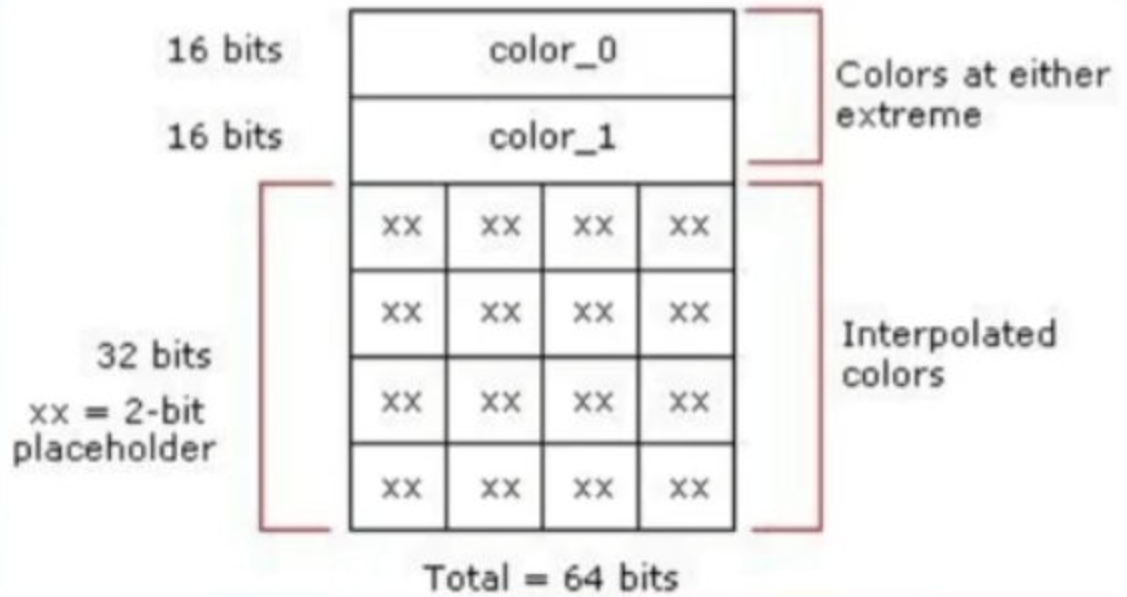 16 bits color_0
Colors at either
extreme
16 bits color_1
xx xx xx xx
xx xx xx xx
Interpolated
colors
32 bits
xx = 2-bit
placeholder
xx xx xx xx
xx xx xx xx
Total = 64 bits